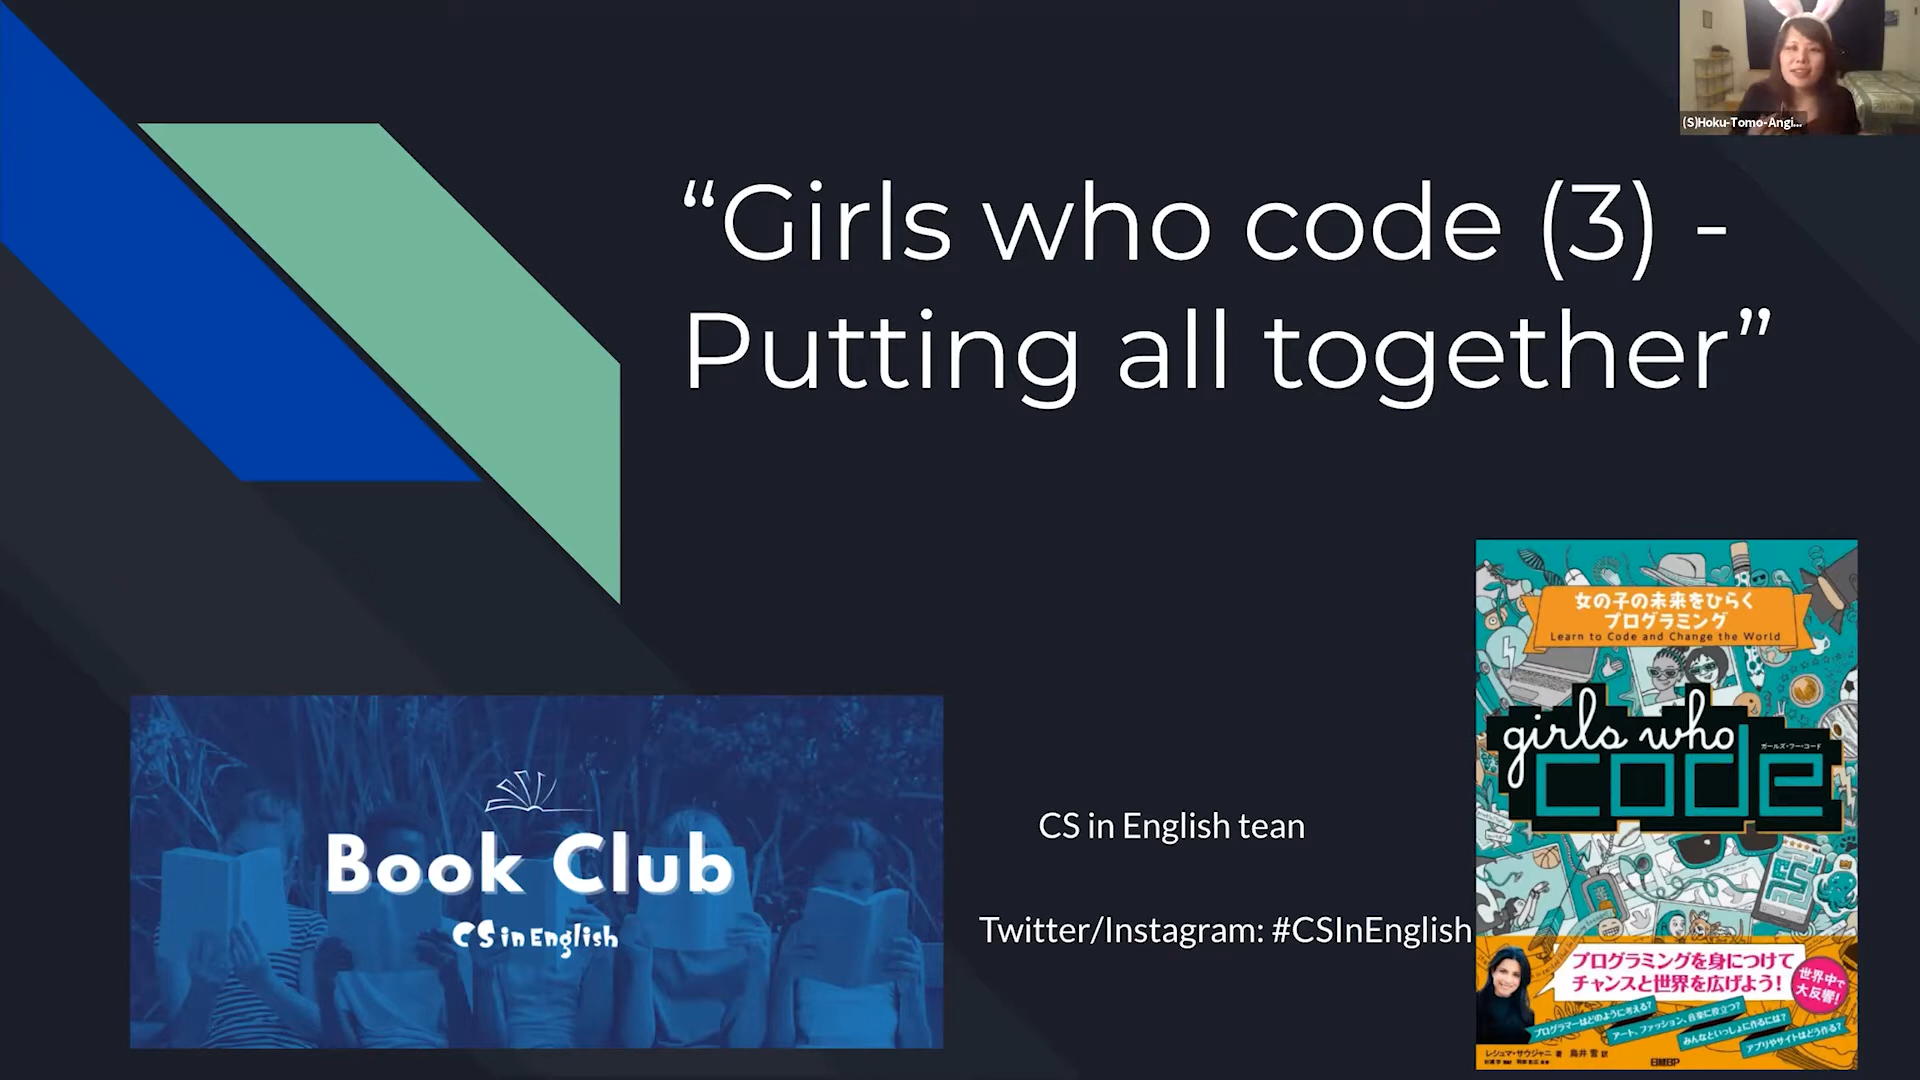 (S)Hoku-Tomo-Angi...
“Girls who code (3) -
Putting all together”
Book Club
CS in English
CS in English tean
Twitter/Instagram: #CSInEnglish
女の子の未来をひらく
プログラミング
Learn to Code and Change the World
girls who
ガールズ・フー・コード
code
プログラミングを身につけて
チャンスと世界を広げよう!
世界中で
大反響!
プログラマーはどのように考える?
アート、ファッション、音楽に役立つ?
みんなといっしょに作るには?
アプリやサイトはどう作る?
レシュマ・サウジャニ 著 鳥井 雪 訳
日経BP